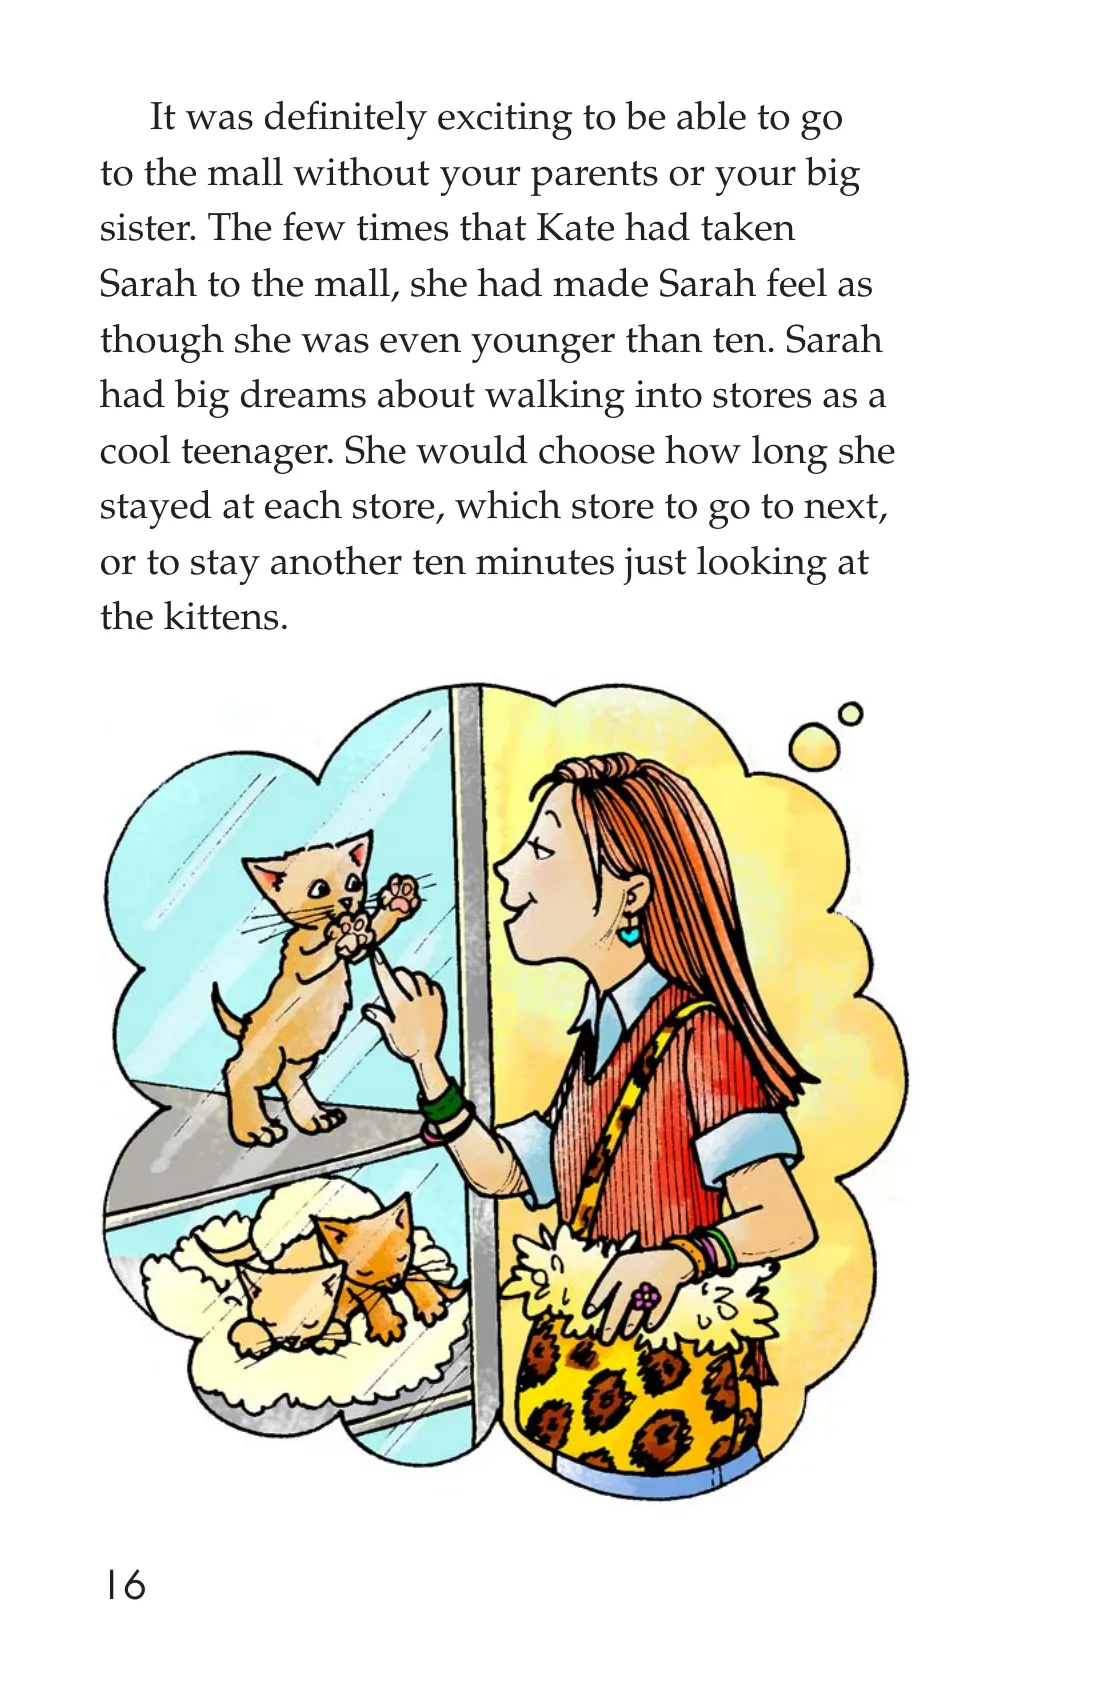 It was definitely exciting to be able to go
to the mall without your parents or your big
sister. The few times that Kate had taken
Sarah to the mall, she had made Sarah feel as
though she was even younger than ten. Sarah
had big dreams about walking into stores as a
cool teenager. She would choose how long she
stayed at each store, which store to go to next,
or to stay another ten minutes just looking at
the kittens.
16